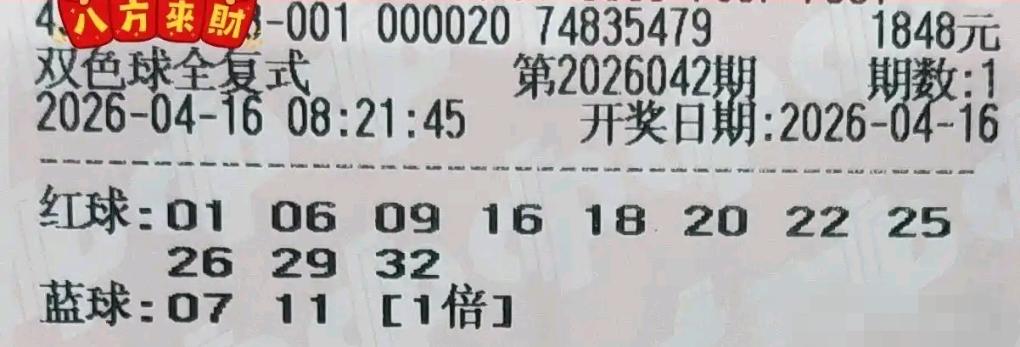 八方來財
-001 000020 74835479 1848元
双色球全复式 第2026042期 期数:1
2026-04-16 08:21:45 开奖日期:2026-04-16
红球:01 06 09 16 18 20 22 25
26 29 32
蓝球:07 11 [1倍]